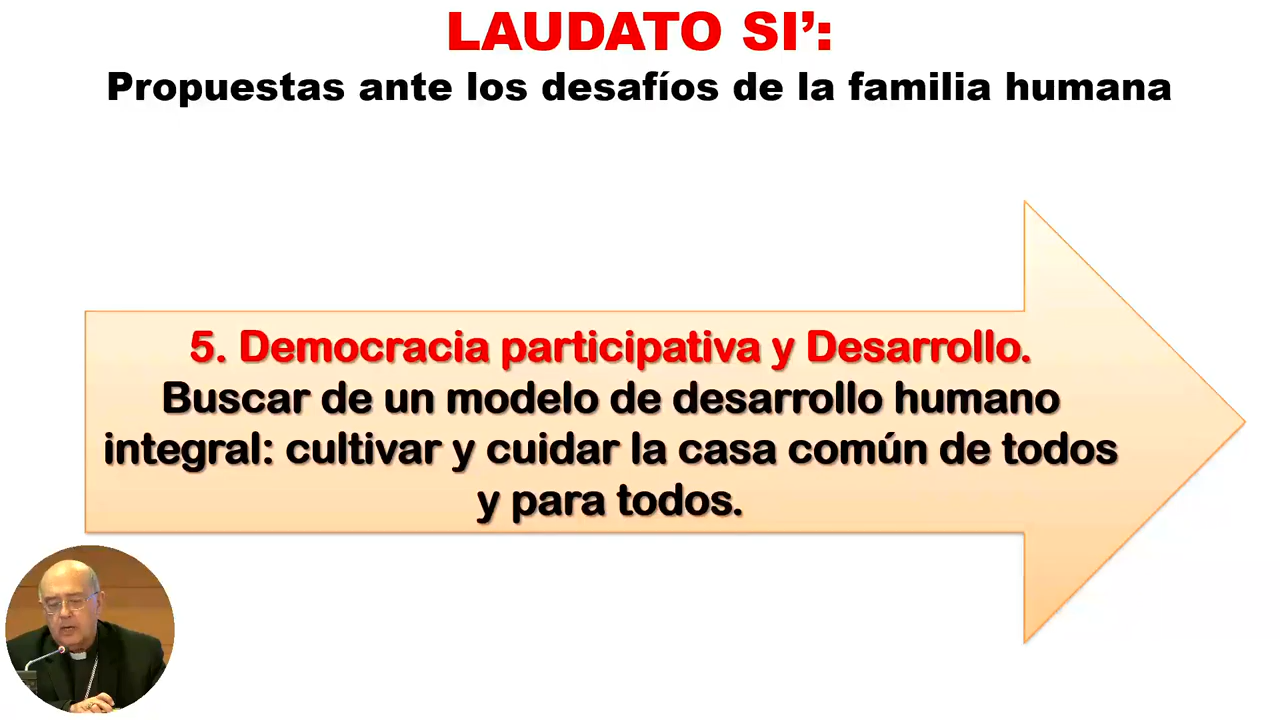 LAUDATO SI’:
Propuestas ante los desafíos de la familia humana
5. Democracia participativa y Desarrollo.
Buscar de un modelo de desarrollo humano
integral: cultivar y cuidar la casa común de todos
y para todos.